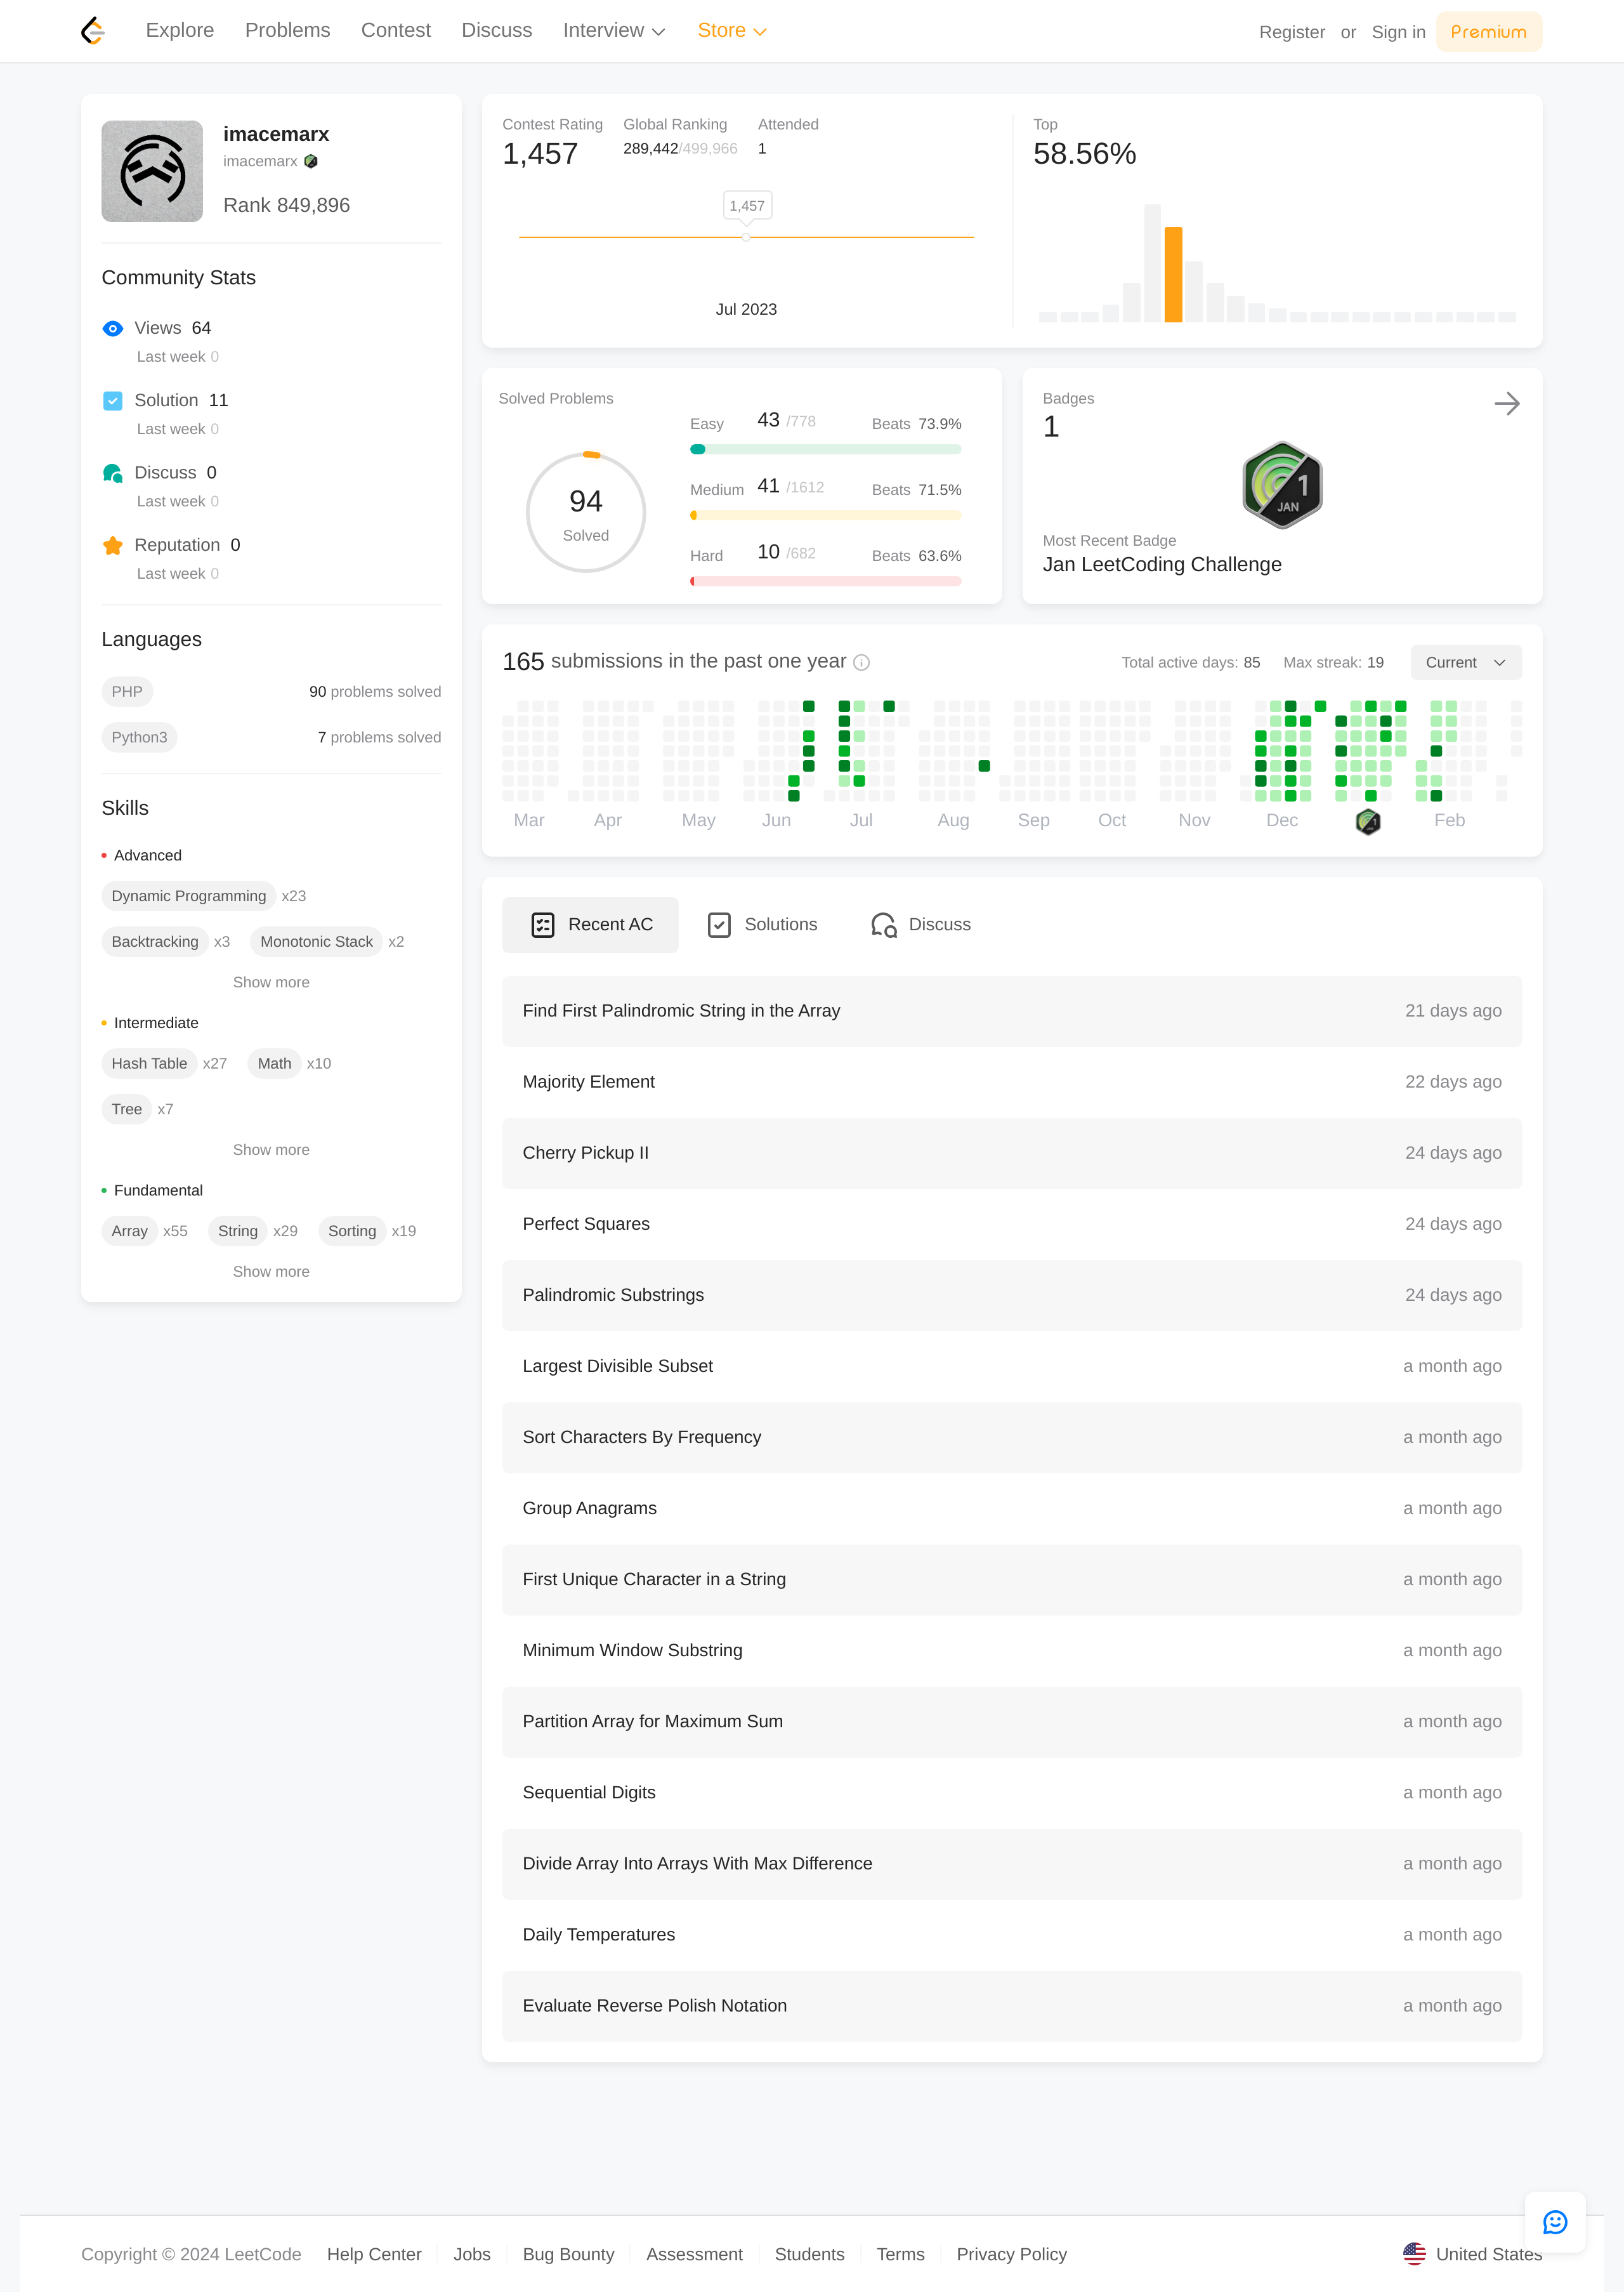 Explore Problems Contest Discuss Interview Store Register or Sign in Premium
imacemarx
imacemarx
Rank 849,896
Community Stats
Views 64
Last week 0
Solution 11
Last week 0
Discuss 0
Last week 0
Reputation 0
Last week 0
Languages
PHP 90 problems solved
Python3 7 problems solved
Skills
Advanced
Dynamic Programming x23
Backtracking x3 Monotonic Stack x2
Show more
Intermediate
Hash Table x27 Math x10
Tree x7
Show more
Fundamental
Array x55 String x29 Sorting x19
Show more
Contest Rating Global Ranking Attended
1,457 289,442/499,966 1
1,457
Jul 2023
Top
58.56%
Solved Problems
94
Solved
Easy 43 /778 Beats 73.9%
Medium 41 /1612 Beats 71.5%
Hard 10 /682 Beats 63.6%
Badges
1
1
JAN
Most Recent Badge
Jan LeetCoding Challenge
165 submissions in the past one year Total active days: 85 Max streak: 19 Current
Mar Apr May Jun Jul Aug Sep Oct Nov Dec Feb
Recent AC Solutions Discuss
Find First Palindromic String in the Array 21 days ago
Majority Element 22 days ago
Cherry Pickup II 24 days ago
Perfect Squares 24 days ago
Palindromic Substrings 24 days ago
Largest Divisible Subset a month ago
Sort Characters By Frequency a month ago
Group Anagrams a month ago
First Unique Character in a String a month ago
Minimum Window Substring a month ago
Partition Array for Maximum Sum a month ago
Sequential Digits a month ago
Divide Array Into Arrays With Max Difference a month ago
Daily Temperatures a month ago
Evaluate Reverse Polish Notation a month ago
Copyright © 2024 LeetCode Help Center Jobs Bug Bounty Assessment Students Terms Privacy Policy United States